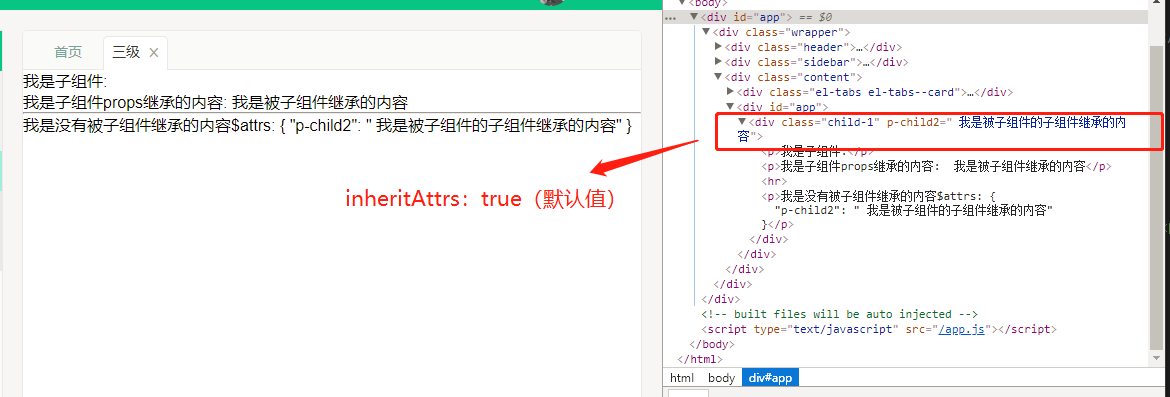 首页
三级 ×
我是子组件:
我是子组件props继承的内容: 我是被子组件继承的内容
我是没有被子组件继承的内容$attrs: { "p-child2": " 我是被子组件的子组件继承的内容" }
inheritAttrs：true（默认值）
<body>
••• ▼<div id="app"> == $0
▼<div class="wrapper">
▶<div class="header">…</div>
▶<div class="sidebar">…</div>
▼<div class="content">
▶<div class="el-tabs el-tabs--card">…</div>
▼<div id="app">
▼<div class="child-1" p-child2=" 我是被子组件的子组件继承的内
容">
<p>我是子组件:</p>
<p>我是子组件props继承的内容: 我是被子组件继承的内容</p>
<hr>
<p>我是没有被子组件继承的内容$attrs: {
"p-child2": " 我是被子组件的子组件继承的内容"
}</p>
</div>
</div>
</div>
</div>
</div>
<!-- built files will be auto injected -->
<script type="text/javascript" src="/app.js"></script>
</body>
</html>
html body div#app